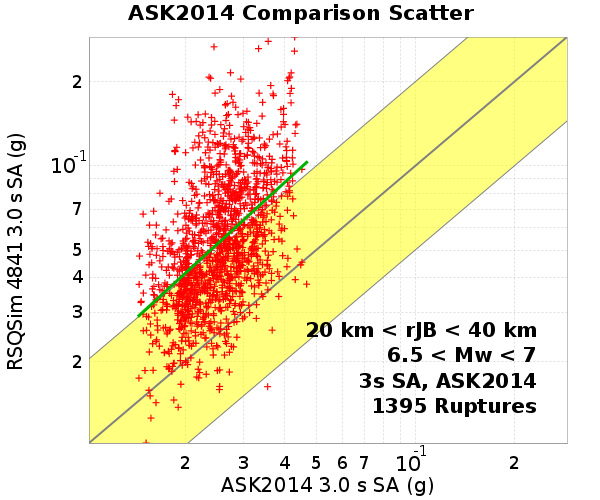 ASK2014 Comparison Scatter
RSQSim 4841 3.0 s SA (g)
2
10-1
7
5
4
3
2
20 km < rJB < 40 km
6.5 < Mw < 7
3s SA, ASK2014
1395 Ruptures
2 3 4 5 6 7 10-1 2
ASK2014 3.0 s SA (g)